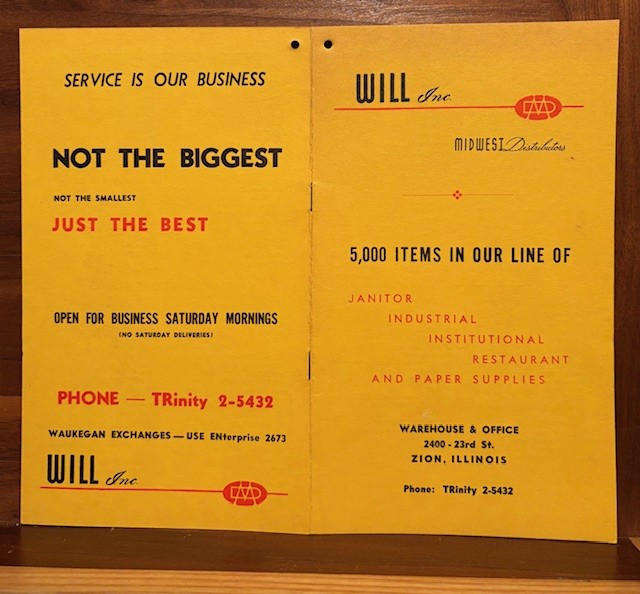 SERVICE IS OUR BUSINESS
NOT THE BIGGEST
NOT THE SMALLEST
JUST THE BEST
OPEN FOR BUSINESS SATURDAY MORNINGS
(NO SATURDAY DELIVERIES)
PHONE — TRinity 2-5432
WAUKEGAN EXCHANGES — USE ENterprise 2673
WILL Inc.
WILL Inc.
MIDWEST Distributors
5,000 ITEMS IN OUR LINE OF
JANITOR
INDUSTRIAL
INSTITUTIONAL
RESTAURANT
AND PAPER SUPPLIES
WAREHOUSE & OFFICE
2400 - 23rd St.
ZION, ILLINOIS
Phone: TRinity 2-5432